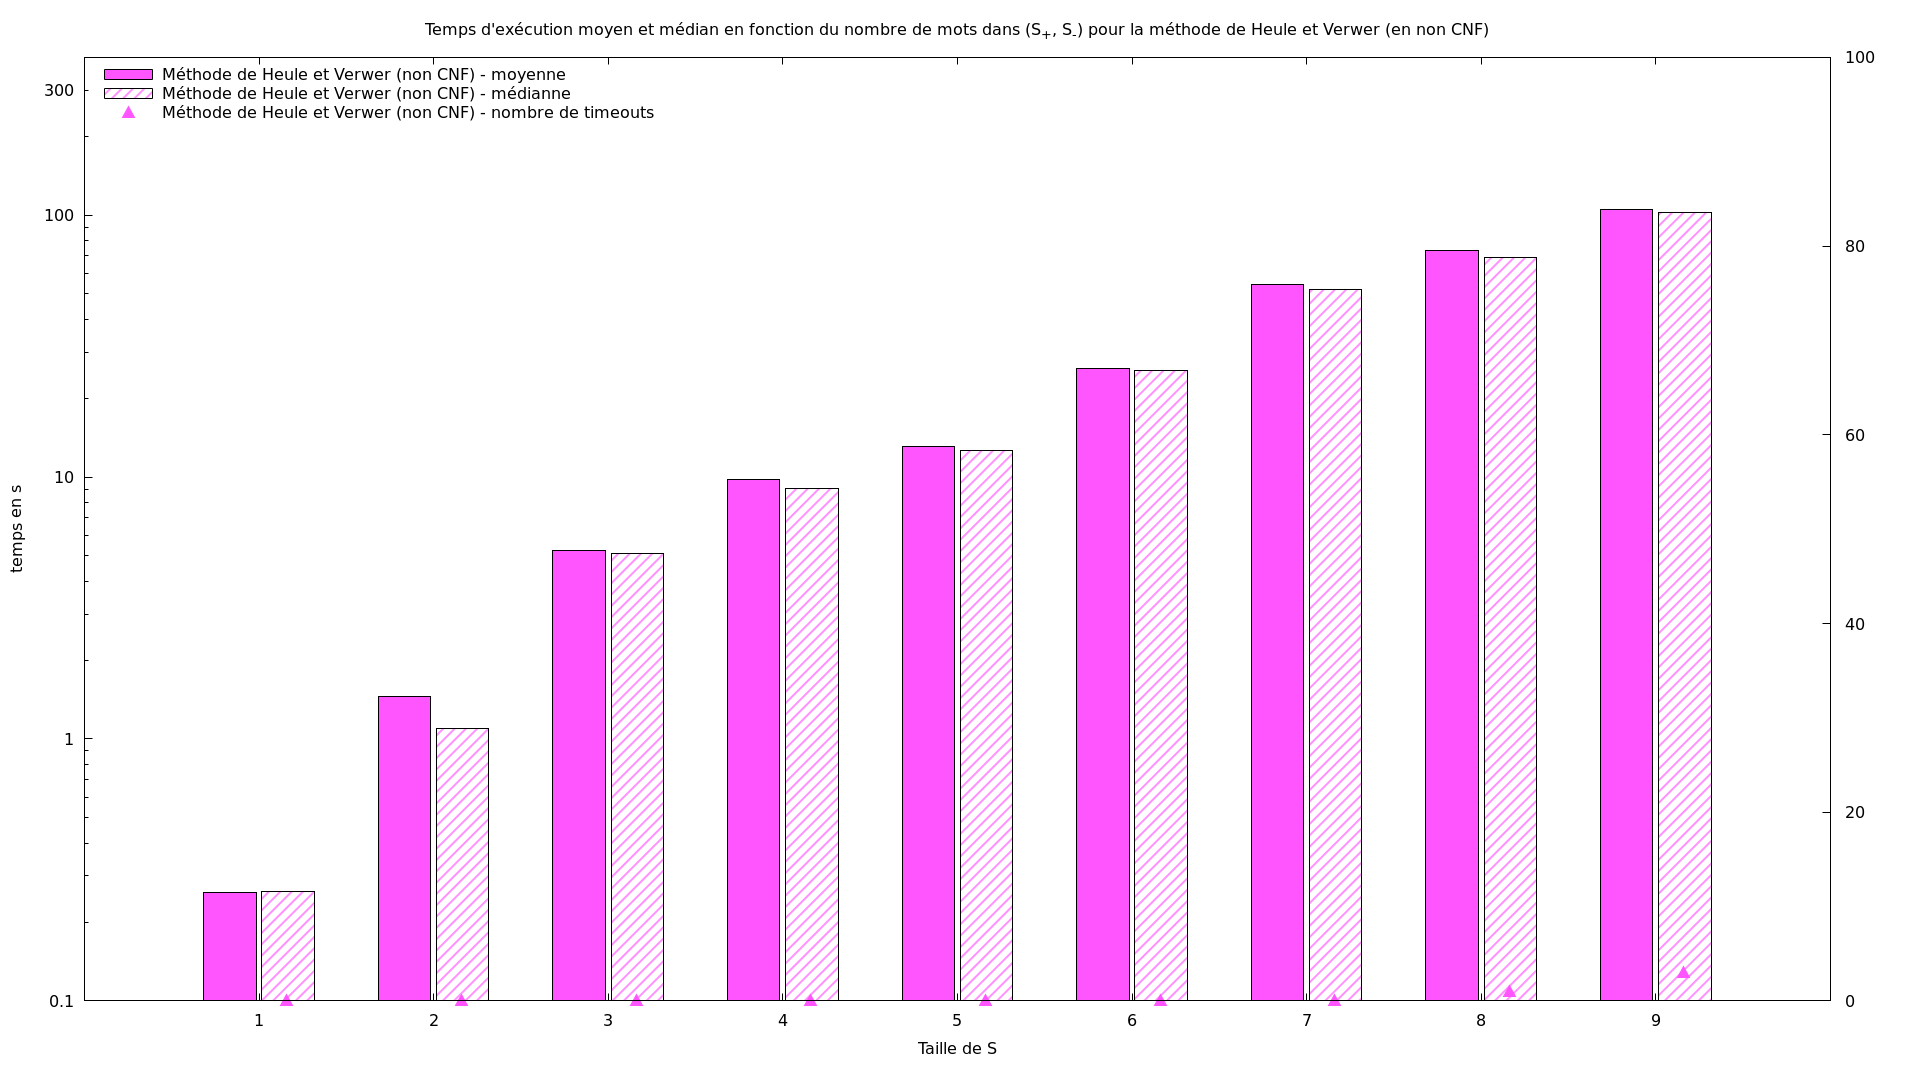 Temps d'exécution moyen et médian en fonction du nombre de mots dans (S+, S-) pour la méthode de Heule et Verwer (en non CNF)
Méthode de Heule et Verwer (non CNF) - moyenne
Méthode de Heule et Verwer (non CNF) - médianne
Méthode de Heule et Verwer (non CNF) - nombre de timeouts
300
100
10
1
0.1
temps en s
100
80
60
40
20
0
1 2 3 4 5 6 7 8 9
Taille de S